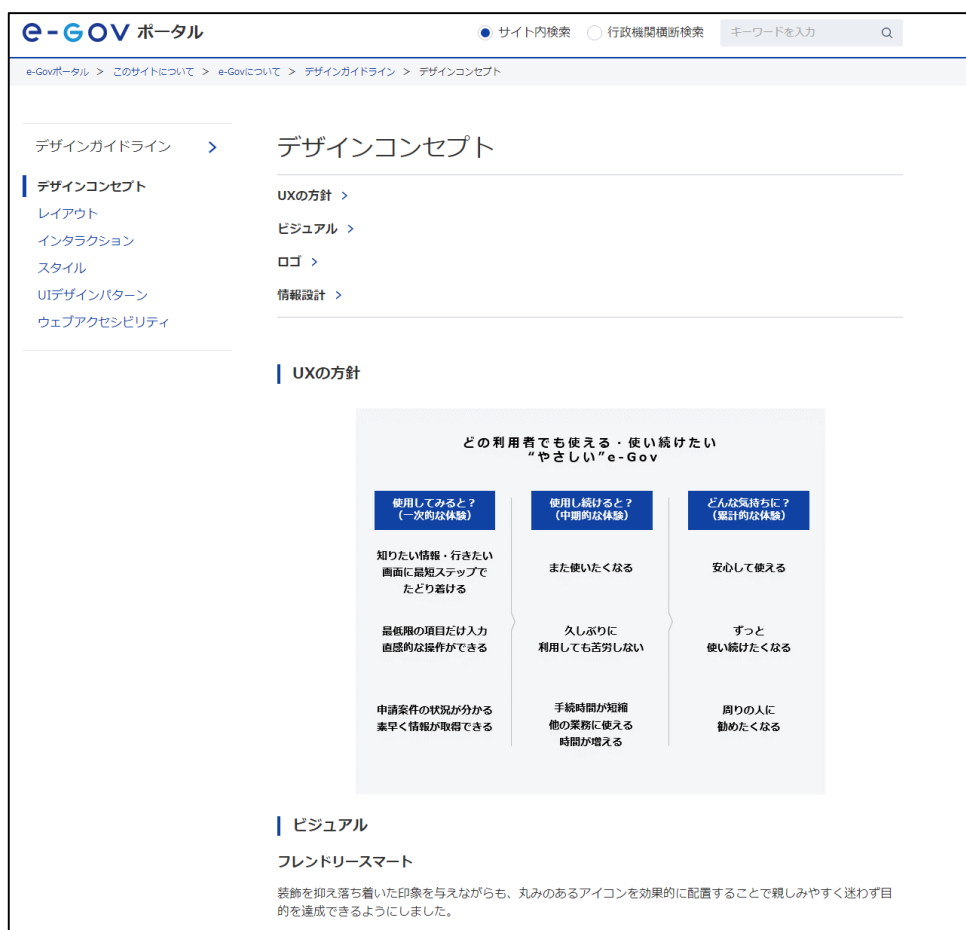 e-GOV ポータル
サイト内検索 行政機関横断検索 キーワードを入力
e-Govポータル > このサイトについて > e-Govについて > デザインガイドライン > デザインコンセプト
デザインガイドライン >
デザインコンセプト
レイアウト
インタラクション
スタイル
UIデザインパターン
ウェブアクセシビリティ
デザインコンセプト
UXの方針 >
ビジュアル >
ロゴ >
情報設計 >
UXの方針
どの利用者でも使える・使い続けたい
“やさしい”e-Gov
使用してみると？
（一次的な体験）
知りたい情報・行きたい
画面に最短ステップで
たどり着ける
最低限の項目だけ入力
直感的な操作ができる
申請案件の状況が分かる
素早く情報が取得できる
使用し続けると？
（中期的な体験）
また使いたくなる
久しぶりに
利用しても苦労しない
手続時間が短縮
他の業務に使える
時間が増える
どんな気持ちに？
（累計的な体験）
安心して使える
ずっと
使い続けたくなる
周りの人に
勧めたくなる
ビジュアル
フレンドリースマート
装飾を抑え落ち着いた印象を与えながらも、丸みのあるアイコンを効果的に配置することで親しみやすく迷わず目
的を達成できるようにしました。